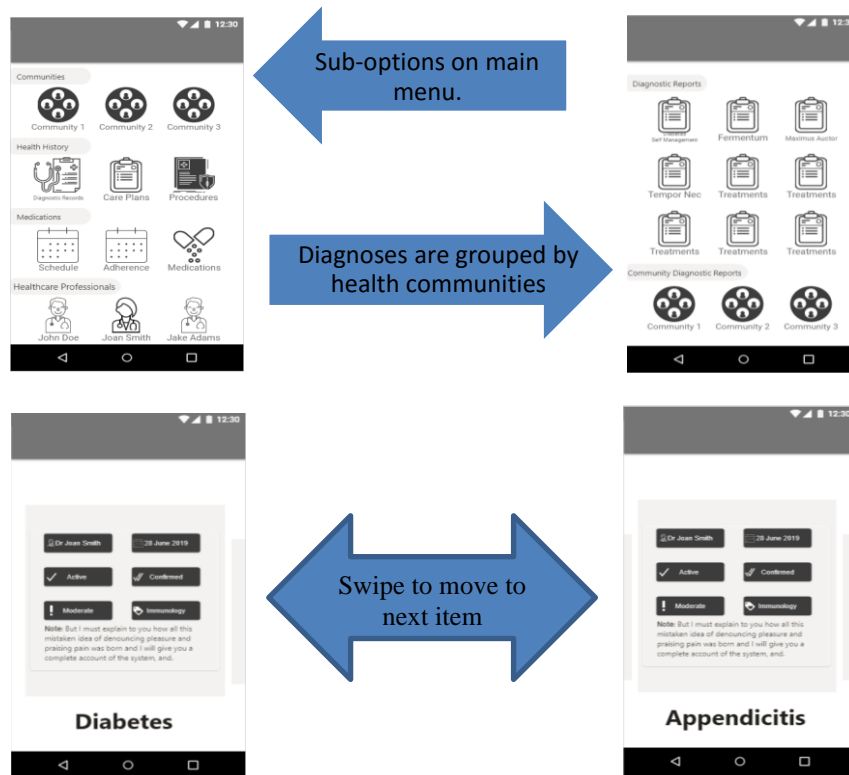 12:30
Communities
Community 1 Community 2 Community 3
Health History
Diagnostic Records Care Plans Procedures
Medications
Schedule Adherence Medications
Healthcare Professionals
John Doe Joan Smith Jake Adams
Sub-options on main
menu.
Diagnoses are grouped by
health communities
12:3
Diagnostic Reports
Diabetes
Self Management Fermentum Maximus Auctor
Tempor Nec Treatments Treatments
Treatments Treatments Treatments
Community Diagnostic Reports
Community 1 Community 2 Community 3
12:30
Dr Joan Smith 28 June 2019
Active Confirmed
Moderate Immunology
Note: But I must explain to you how all this
mistaken idea of denouncing pleasure and
praising pain was born and I will give you a
complete account of the system, and.
Diabetes
Swipe to move to
next item
12:30
Dr Joan Smith 28 June 2019
Active Confirmed
Moderate Immunology
Note: But I must explain to you how all this
mistaken idea of denouncing pleasure and
praising pain was born and I will give you a
complete account of the system, and.
Appendicitis